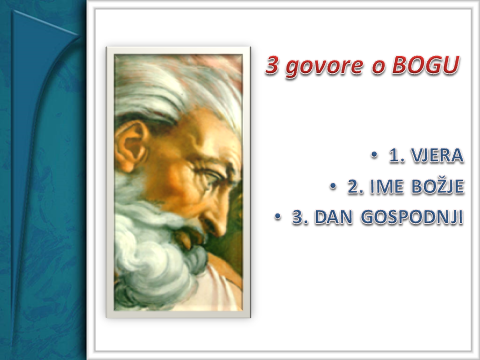 3 govore o BOGU
• 1. VJERA
• 2. IME BOŽJE
• 3. DAN GOSPODNJI